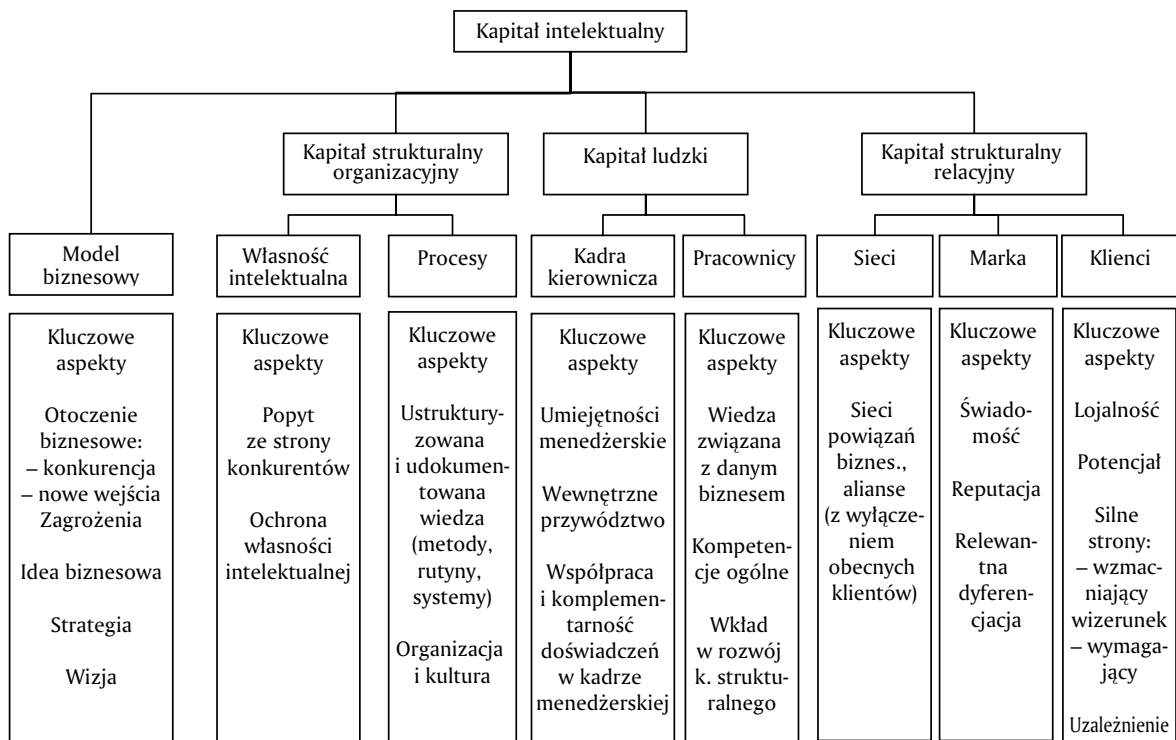 Kapitał intelektualny
Kapitał strukturalny
organizacyjny
Kapitał ludzki
Kapitał strukturalny
relacyjny
Model
biznesowy
Własność
intelektualna
Procesy
Kadra
kierownicza
Pracownicy
Sieci
Marka
Klienci
Kluczowe
aspekty
Otoczenie
biznesowe:
– konkurencja
– nowe wejścia
Zagrożenia
Idea biznesowa
Strategia
Wizja
Kluczowe
aspekty
Popyt
ze strony
konkurentów
Ochrona
własności
intelektualnej
Kluczowe
aspekty
Ustruktury-
zowana
i udokumen-
towana
wiedza
(metody,
rutyny,
systemy)
Organizacja
i kultura
Kluczowe
aspekty
Umiejętności
menedżerskie
Wewnętrzne
przywództwo
Współpraca
i komplemen-
tarność
doświadczeń
w kadrze
menedżerskiej
Kluczowe
aspekty
Wiedza
związana
z danym
biznesem
Kompeten-
cje ogólne
Wkład
w rozwój
k. struktu-
ralnego
Kluczowe
aspekty
Sieci
powiązań
biznes.,
alianse
(z wyłącze-
niem
obecnych
klientów)
Kluczowe
aspekty
Świado-
mość
Reputacja
Relewan-
tna
dyferen-
cjacja
Kluczowe
aspekty
Lojalność
Potencjał
Silne
strony:
– wzmac-
niający
wizerunek
– wymaga-
jący
Uzależnienie